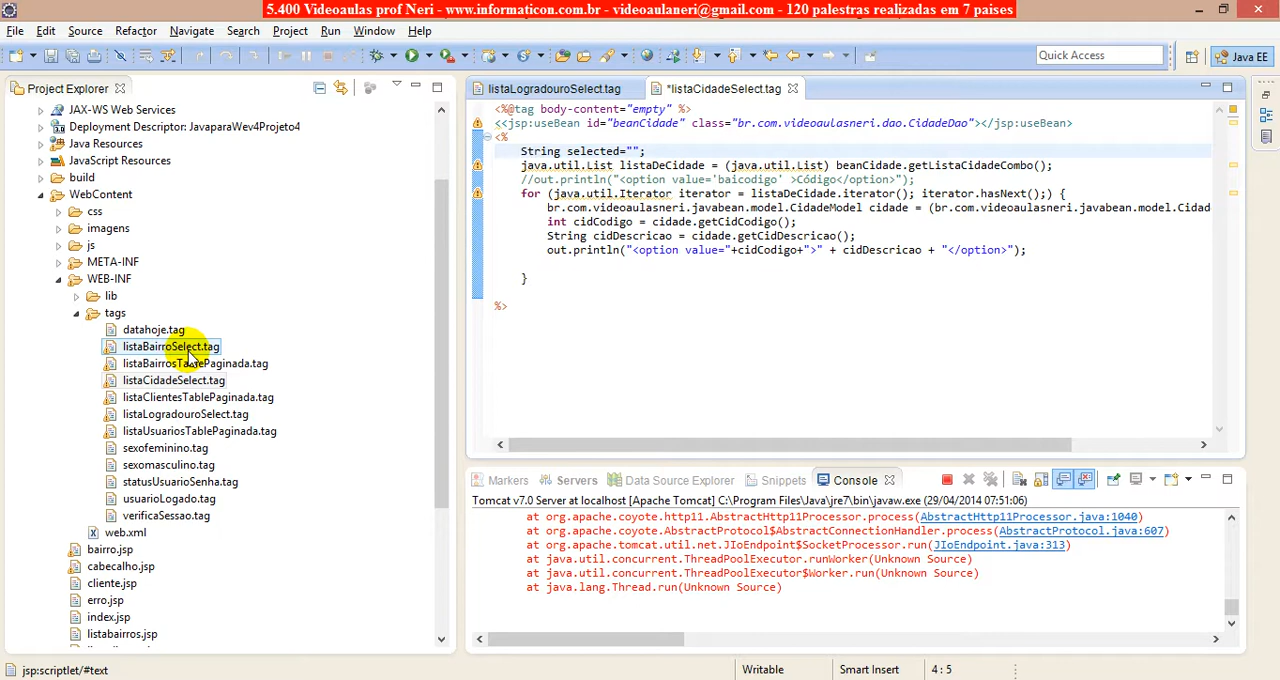 5.400 Videoaulas prof Neri - www.informaticon.com.br - videoaulaneri@gmail.com - 120 palestras realizadas em 7 paises
File Edit Source Refactor Navigate Search Project Run Window Help
Quick Access
Java EE
Project Explorer
JAX-WS Web Services
Deployment Descriptor: JavaparaWev4Projeto4
Java Resources
JavaScript Resources
build
WebContent
css
imagens
js
META-INF
WEB-INF
lib
tags
datahoje.tag
listaBairroSelect.tag
listaBairrosTablePaginada.tag
listaCidadeSelect.tag
listaClientesTablePaginada.tag
listaLogradouroSelect.tag
listaUsuariosTablePaginada.tag
sexofeminino.tag
sexomasculino.tag
statusUsuarioSenha.tag
usuarioLogado.tag
verificaSessao.tag
web.xml
bairro.jsp
cabecalho.jsp
cliente.jsp
erro.jsp
index.jsp
listabairros.jsp
listaLogradouroSelect.tag *listaCidadeSelect.tag
<%@tag body-content="empty" %>
<<jsp:useBean id="beanCidade" class="br.com.videoaulasneri.dao.CidadeDao"></jsp:useBean>
<%
String selected="";
java.util.List listaDeCidade = (java.util.List) beanCidade.getListaCidadeCombo();
//out.println("<option value='baicodigo' >Código</option>");
for (java.util.Iterator iterator = listaDeCidade.iterator(); iterator.hasNext();) {
br.com.videoaulasneri.javabean.model.CidadeModel cidade = (br.com.videoaulasneri.javabean.model.Cidad
int cidCodigo = cidade.getCidCodigo();
String cidDescricao = cidade.getCidDescricao();
out.println("<option value="+cidCodigo+">" + cidDescricao + "</option>");
}
%>
Markers Servers Data Source Explorer Snippets Console
Tomcat v7.0 Server at localhost [Apache Tomcat] C:\Program Files\Java\jre7\bin\javaw.exe (29/04/2014 07:51:06)
at org.apache.coyote.http11.AbstractHttp11Processor.process(AbstractHttp11Processor.java:1040)
at org.apache.coyote.AbstractProtocol$AbstractConnectionHandler.process(AbstractProtocol.java:607)
at org.apache.tomcat.util.net.JIoEndpoint$SocketProcessor.run(JIoEndpoint.java:313)
at java.util.concurrent.ThreadPoolExecutor.runWorker(Unknown Source)
at java.util.concurrent.ThreadPoolExecutor$Worker.run(Unknown Source)
at java.lang.Thread.run(Unknown Source)
jsp:scriptlet/#text
Writable
Smart Insert
4 : 5